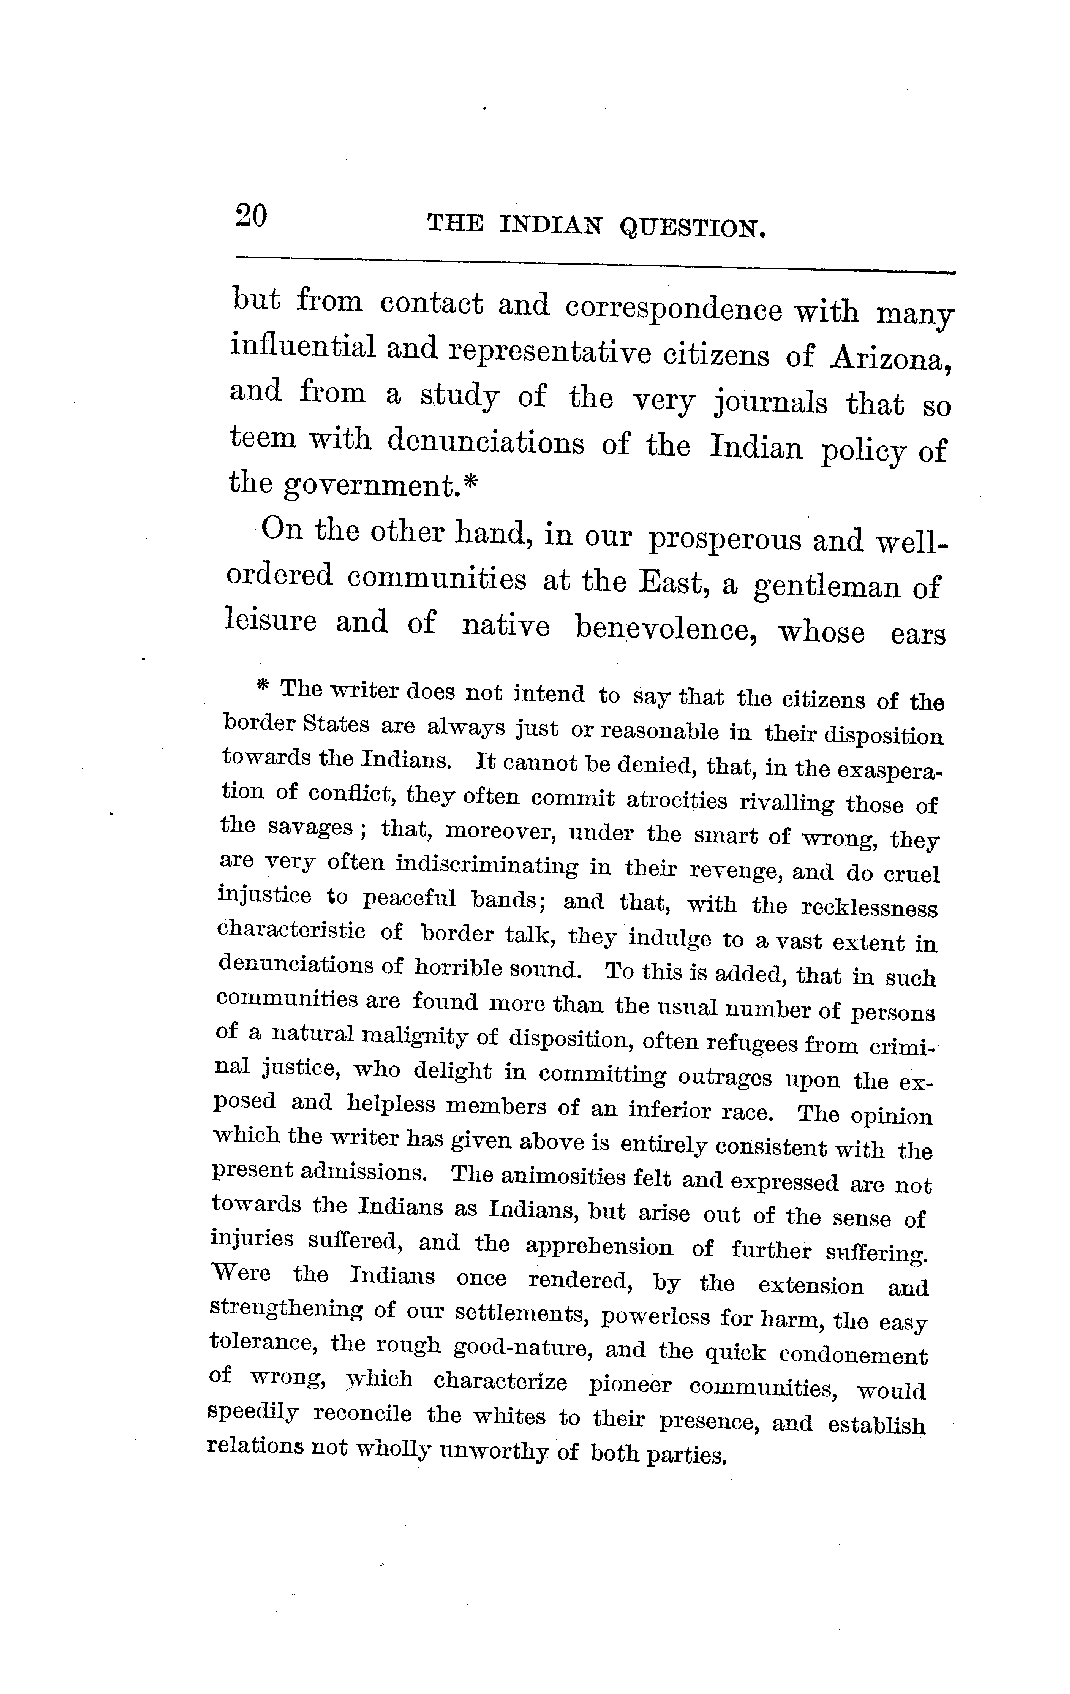 20
THE INDIAN QUESTION.
but from contact and correspondence with many
influential and representative citizens of Arizona,
and from a study of the very journals that so
teem with denunciations of the Indian policy of
the government.*
On the other hand, in our prosperous and well-
ordered communities at the East, a gentleman of
leisure and of native benevolence, whose ears
* The writer does not intend to say that the citizens of the
border States are always just or reasonable in their disposition
towards the Indians. It cannot be denied, that, in the exaspera-
tion of conflict, they often commit atrocities rivalling those of
the savages; that, moreover, under the smart of wrong, they
are very often indiscriminating in their revenge, and do cruel
injustice to peaceful bands; and that, with the recklessness
characteristic of border talk, they indulge to a vast extent in
denunciations of horrible sound. To this is added, that in such
communities are found more than the usual number of persons
of a natural malignity of disposition, often refugees from crimi-
nal justice, who delight in committing outrages upon the ex-
posed and helpless members of an inferior race. The opinion
which the writer has given above is entirely consistent with the
present admissions. The animosities felt and expressed are not
towards the Indians as Indians, but arise out of the sense of
injuries suffered, and the apprehension of further suffering.
Were the Indians once rendered, by the extension and
strengthening of our settlements, powerless for harm, the easy
tolerance, the rough good-nature, and the quick condonement
of wrong, which characterize pioneer communities, would
speedily reconcile the whites to their presence, and establish
relations not wholly unworthy of both parties.